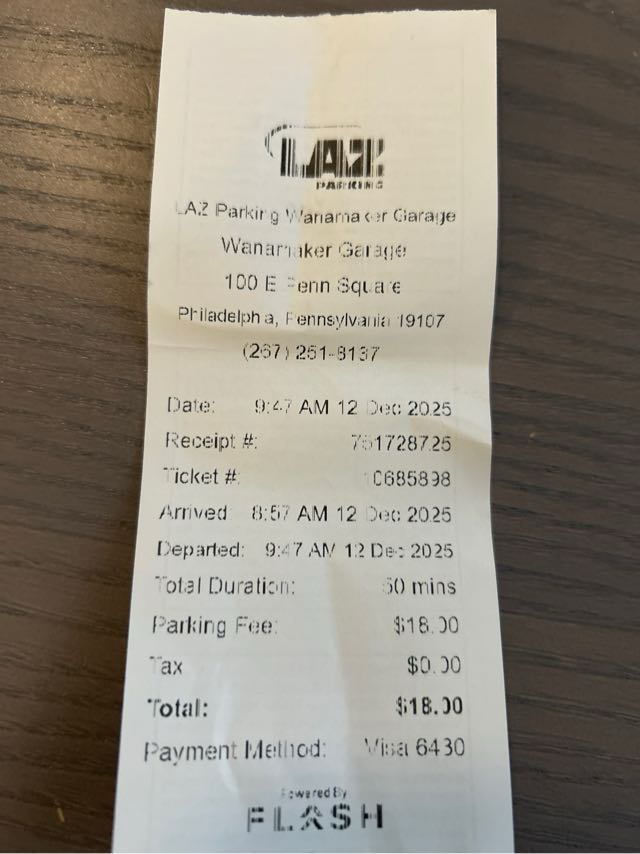 LAZ
PARKING
LAZ Parking Wanamaker Garage
Wanamaker Garage
100 E Penn Square
Philadelphia, Pennsylvania 19107
(267) 251-8137
Date: 9:47 AM 12 Dec 2025
Receipt #:
Ticket #: 10685898
Arrived 8:57 AM 12 Dec 2025
Departed: 9:47 AM 12 Dec 2025
Total Duration: 50 mins
Parking Fee: $18.00
Tax $0.00
Total: $18.00
Payment Method: Visa 6430
Powered By
FLASH